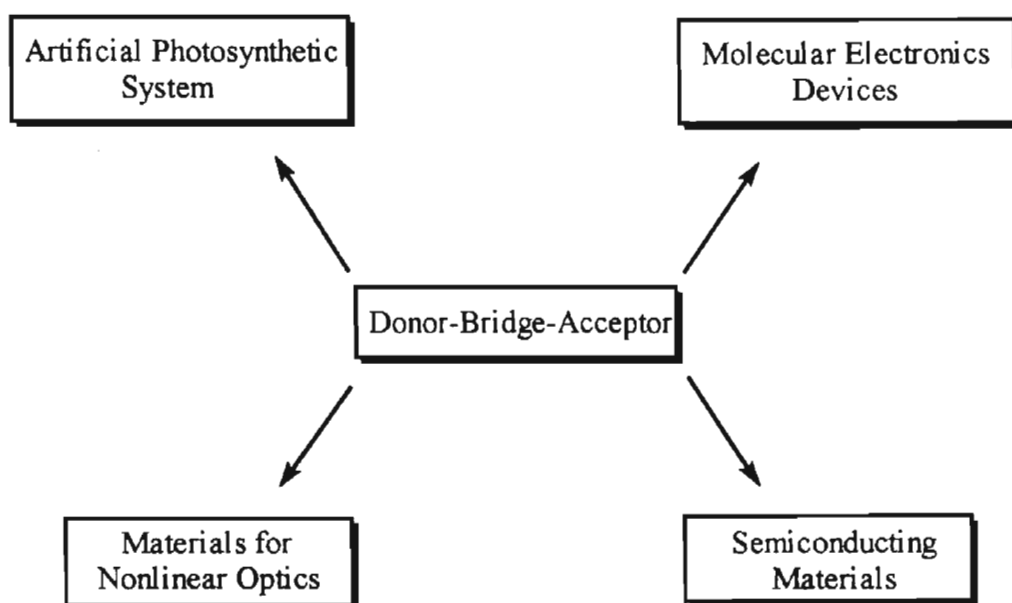 Artificial Photosynthetic
System
Molecular Electronics
Devices
Donor-Bridge-Acceptor
Materials for
Nonlinear Optics
Semiconducting
Materials